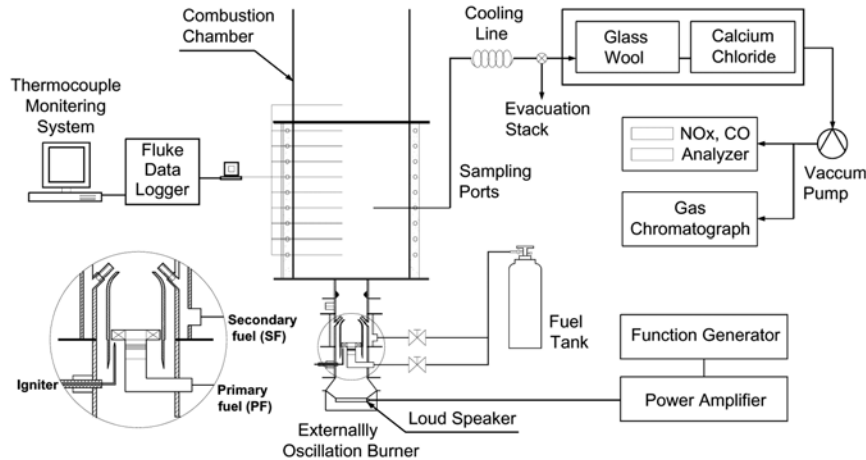 Combustion
Chamber
Cooling
Line
Glass
Wool
Calcium
Chloride
Thermocouple
Monitering
System
Fluke
Data
Logger
Evacuation
Stack
Sampling
Ports
NOx, CO
Analyzer
Vaccum
Pump
Gas
Chromatograph
Secondary
fuel (SF)
Igniter
Primary
fuel (PF)
Fuel
Tank
Function Generator
Power Amplifier
Loud Speaker
Externallly
Oscillation Burner